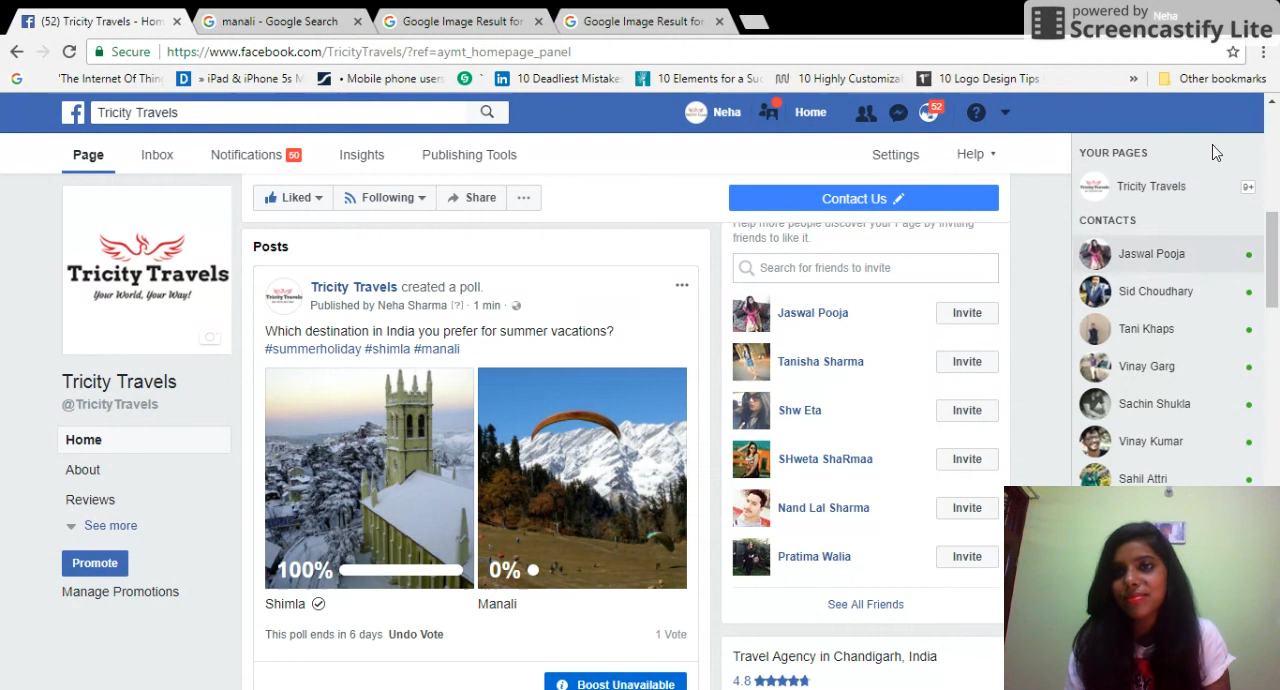 (52) Tricity Travels - Hom
manali - Google Search
Google Image Result for
Google Image Result for
Neha
powered by
Screencastify Lite
Secure https://www.facebook.com/TricityTravels/?ref=aymt_homepage_panel
'The Internet Of Thing
» iPad & iPhone 5s M
• Mobile phone users
10 Deadliest Mistake
10 Elements for a Suc
10 Highly Customiza
10 Logo Design Tips
»
Other bookmarks
Tricity Travels
Neha
Home
52
Page
Inbox
Notifications 50
Insights
Publishing Tools
Settings
Help
Liked
Following
Share
...
Contact Us
Tricity Travels
Your World, Your Way!
Tricity Travels
@TricityTravels
Home
About
Reviews
See more
Promote
Manage Promotions
Posts
Tricity Travels created a poll.
Published by Neha Sharma [?] · 1 min ·
Which destination in India you prefer for summer vacations?
#summerholiday #shimla #manali
100%
0%
Shimla
Manali
This poll ends in 6 days Undo Vote
1 Vote
Boost Unavailable
Help more people discover your Page by inviting
friends to like it.
Search for friends to invite
Jaswal Pooja Invite
Tanisha Sharma Invite
Shw Eta Invite
SHweta ShaRmaa Invite
Nand Lal Sharma Invite
Pratima Walia Invite
See All Friends
Travel Agency in Chandigarh, India
4.8
YOUR PAGES
Tricity Travels 9+
CONTACTS
Jaswal Pooja
Sid Choudhary
Tani Khaps
Vinay Garg
Sachin Shukla
Vinay Kumar
Sahil Attri